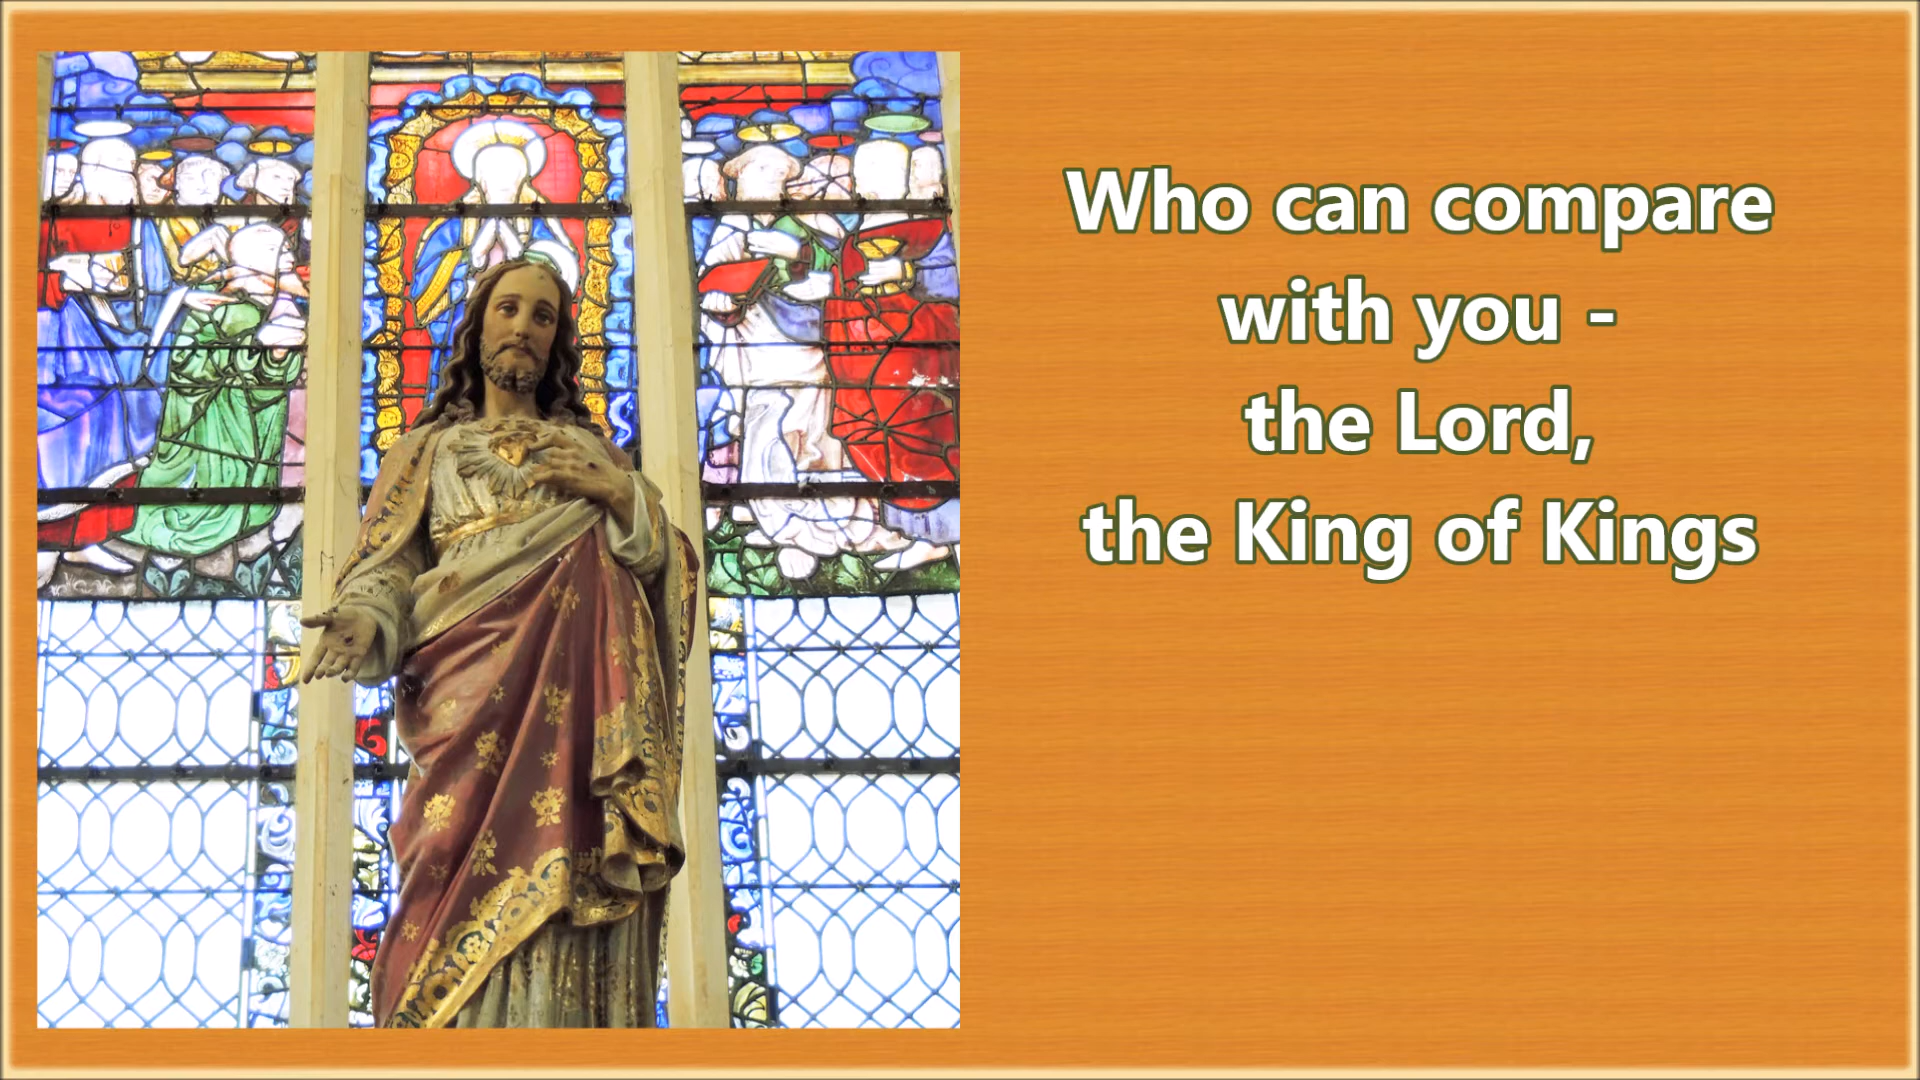 Who can compare
with you -
the Lord,
the King of Kings